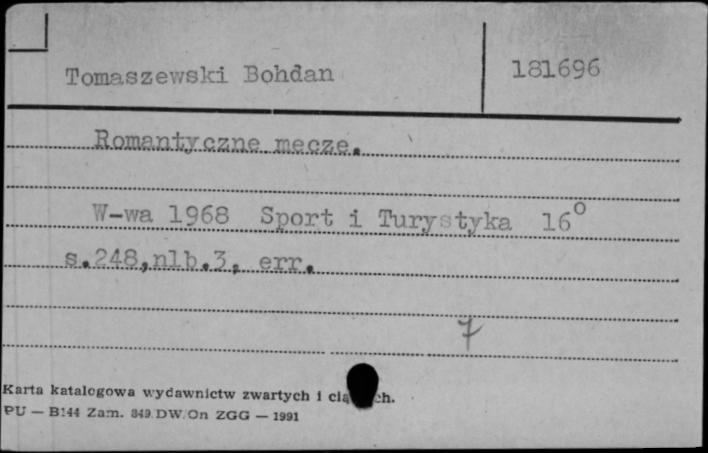 Tomaszewski Bohdan 181696
Romantyczne mecze.
W-wa 1968 Sport i Turystyka 16°
s.248,nlb.3, err.
7
Karta katalogowa wydawnictw zwartych i
PU — B144 Zam. 849 DW.On ZGG — 1991